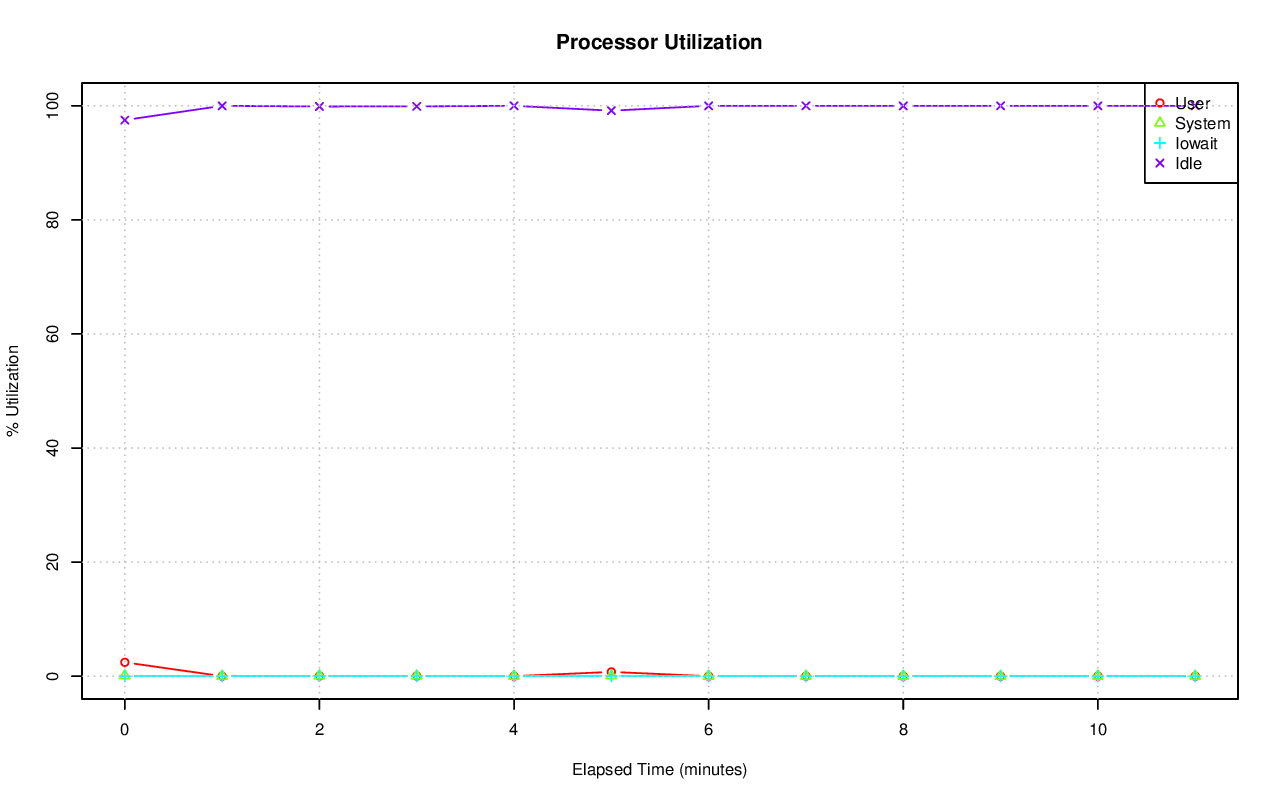 Processor Utilization
% Utilization
100
80
60
40
20
0
User
System
Iowait
Idle
0 2 4 6 8 10
Elapsed Time (minutes)